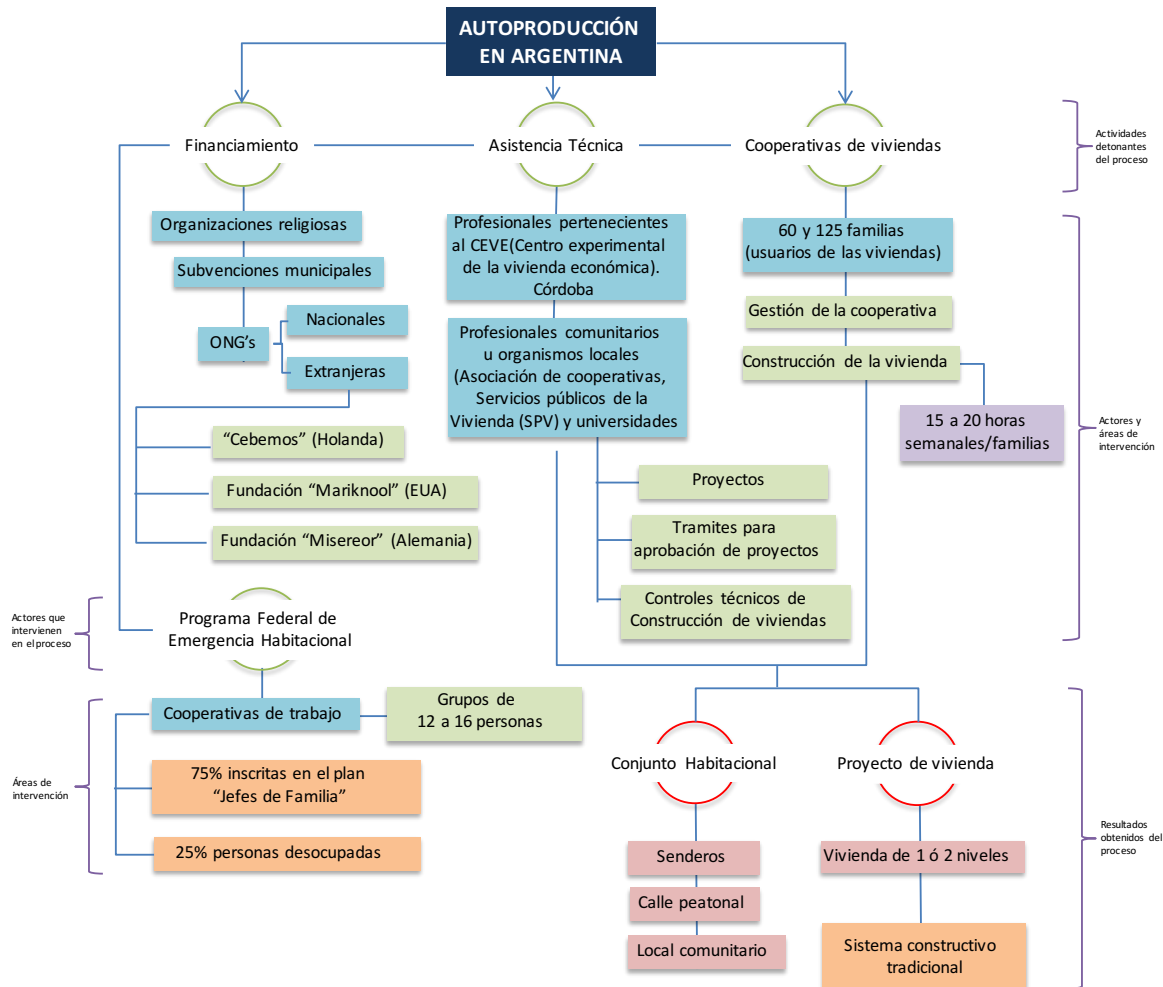 AUTOPRODUCCIÓN
EN ARGENTINA
Financiamiento
Asistencia Técnica
Cooperativas de viviendas
Actividades
detonantes
del proceso
Organizaciones religiosas
Subvenciones municipales
ONG's
Nacionales
Extranjeras
"Cebemos" (Holanda)
Fundación "Mariknool" (EUA)
Fundación "Misereor" (Alemania)
Profesionales pertenecientes
al CEVE(Centro experimental
de la vivienda económica).
Córdoba
Profesionales comunitarios
u organismos locales
(Asociación de cooperativas,
Servicios públicos de la
Vivienda (SPV) y universidades
Proyectos
Tramites para
aprobación de proyectos
Controles técnicos de
Construcción de viviendas
60 y 125 familias
(usuarios de las viviendas)
Gestión de la cooperativa
Construcción de la vivienda
15 a 20 horas
semanales/familias
Actores y
áreas de
intervención
Actores que
intervienen
en el proceso
Programa Federal de
Emergencia Habitacional
Áreas de
intervención
Cooperativas de trabajo
Grupos de
12 a 16 personas
75% inscritas en el plan
"Jefes de Familia"
25% personas desocupadas
Conjunto Habitacional
Senderos
Calle peatonal
Local comunitario
Proyecto de vivienda
Vivienda de 1 ó 2 niveles
Sistema constructivo
tradicional
Resultados
obtenidos del
proceso